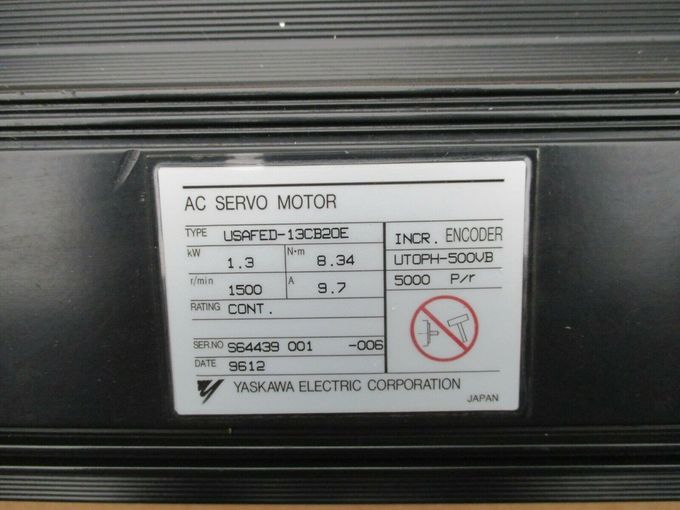 AC SERVO MOTOR
TYPE USAFED-13CB20E
kW 1.3 N·m 8.34
r/min 1500 A 9.7
RATING CONT.
SER.NO S64439 001 -006
DATE 9612
INCR. ENCODER
UTOPH-500VB
5000 P/r
YASKAWA ELECTRIC CORPORATION
JAPAN